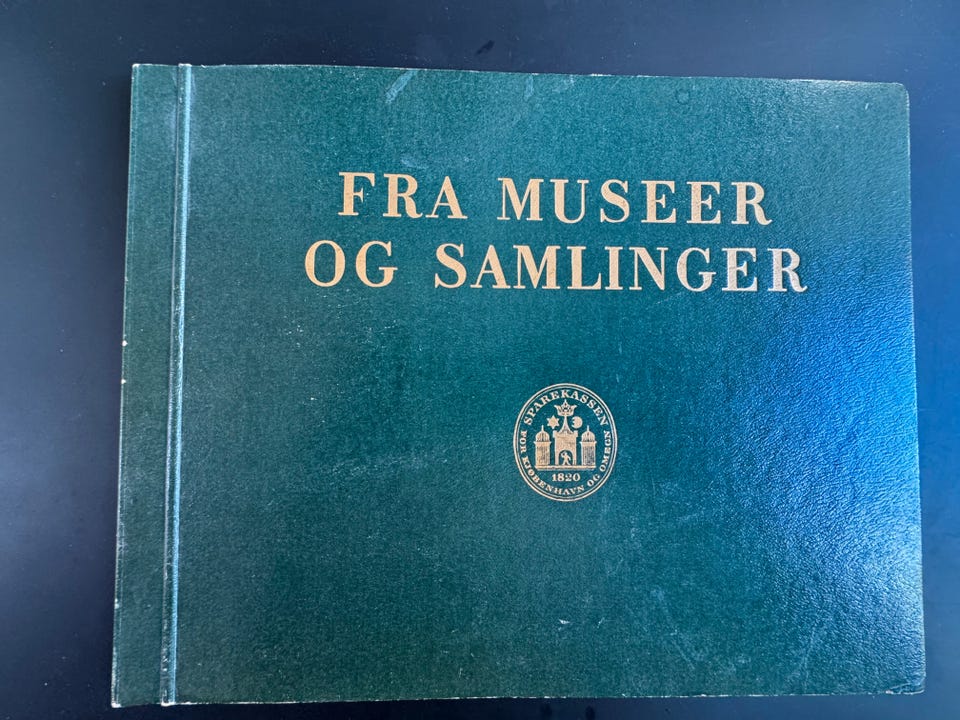 FRA MUSEER
OG SAMLINGER
SPAREKASSEN
FOR KJØBENHAVN OG OMEGN
1820